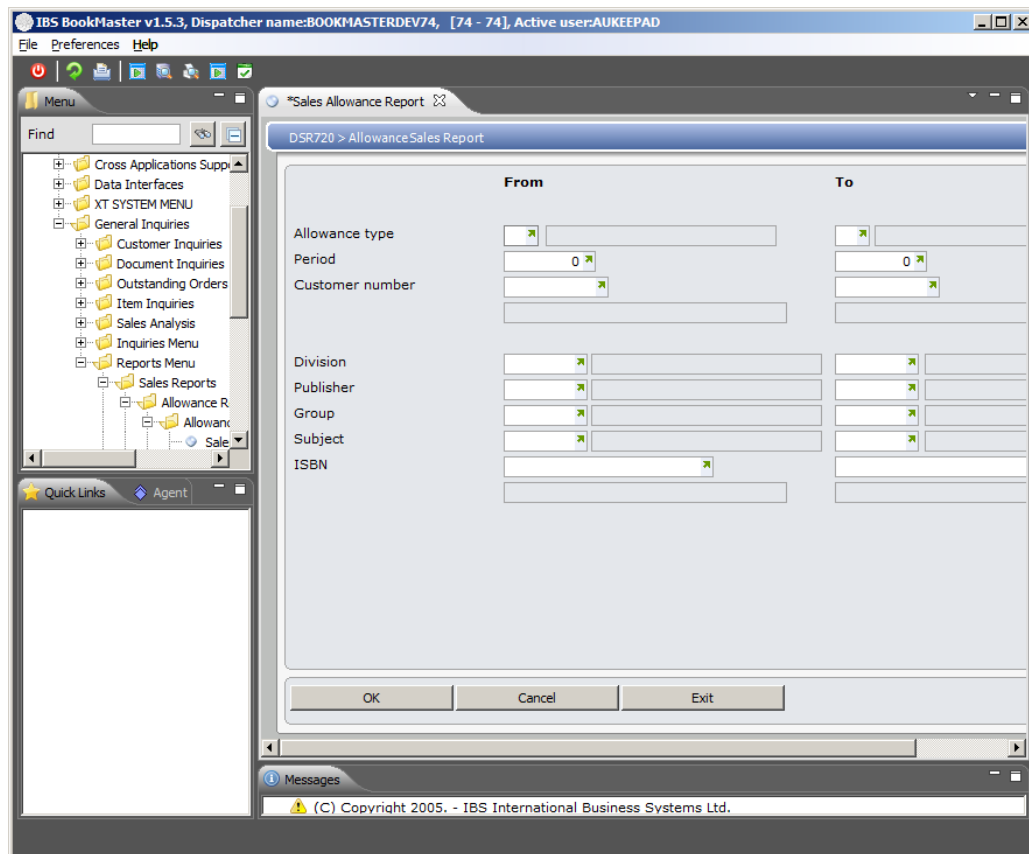 IBS BookMaster v1.5.3, Dispatcher name:BOOKMASTERDEV74, [74 - 74], Active user:AUKEEPAD
File Preferences Help
Menu
Find
Cross Applications Supp
Data Interfaces
XT SYSTEM MENU
General Inquiries
Customer Inquiries
Document Inquiries
Outstanding Orders
Item Inquiries
Sales Analysis
Inquiries Menu
Reports Menu
Sales Reports
Allowance R
Allowanc
Sale
Quick Links Agent
*Sales Allowance Report
DSR720 > Allowance Sales Report
From To
Allowance type
Period 0 0
Customer number
Division
Publisher
Group
Subject
ISBN
OK Cancel Exit
Messages
(C) Copyright 2005. - IBS International Business Systems Ltd.